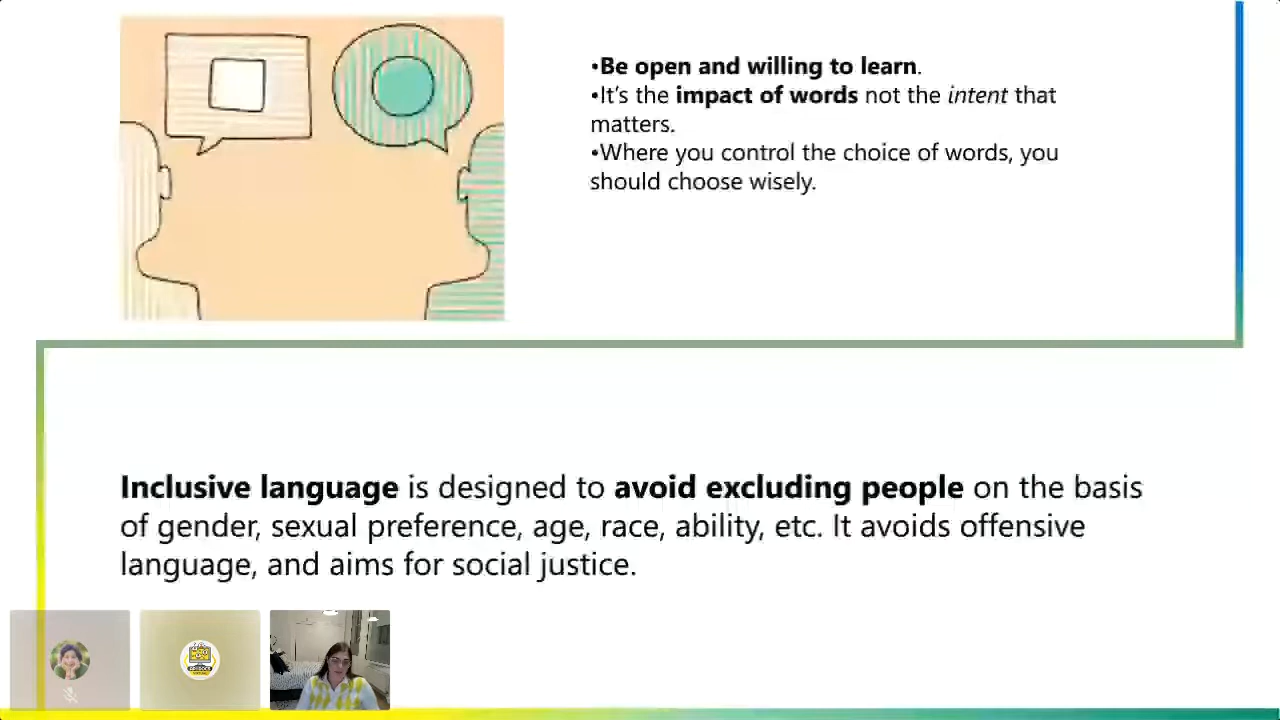 •Be open and willing to learn.
•It’s the impact of words not the intent that
matters.
•Where you control the choice of words, you
should choose wisely.
Inclusive language is designed to avoid excluding people on the basis
of gender, sexual preference, age, race, ability, etc. It avoids offensive
language, and aims for social justice.